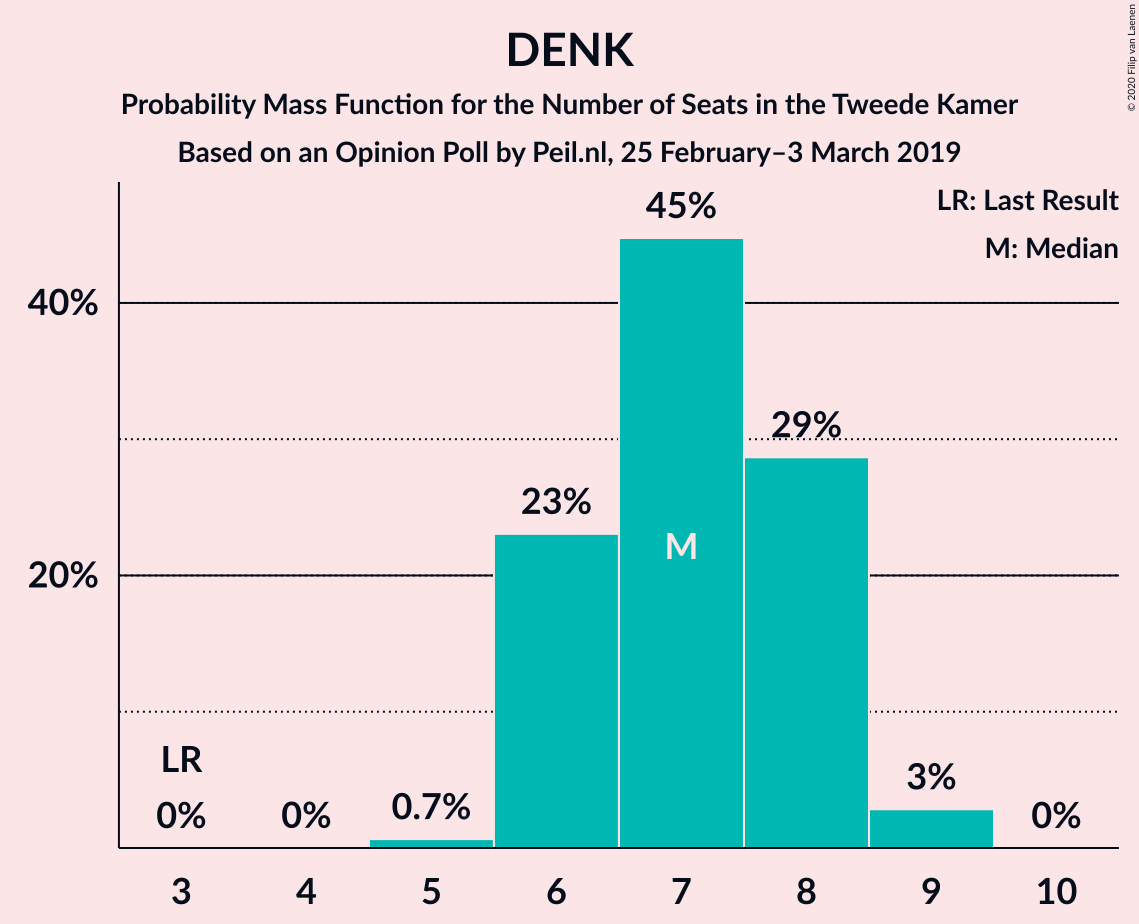 DENK
Probability Mass Function for the Number of Seats in the Tweede Kamer
Based on an Opinion Poll by Peil.nl, 25 February–3 March 2019
© 2020 Filip van Laenen
LR: Last Result
M: Median
45%
40%
29%
23%
M
20%
LR
3%
0.7%
0%
0%
0%
3
4
5
6
7
8
9
10